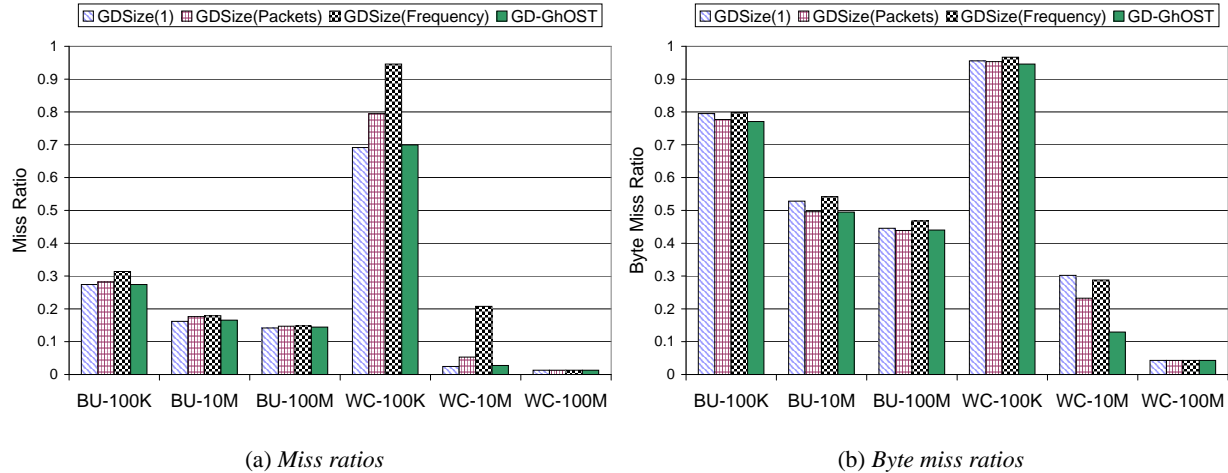 GDSize(1) GDSize(Packets) GDSize(Frequency) GD-GhOST
1
0.9
0.8
0.7
0.6
0.5
0.4
0.3
0.2
0.1
0
Miss Ratio
BU-100K BU-10M BU-100M WC-100K WC-10M WC-100M
(a) Miss ratios
GDSize(1) GDSize(Packets) GDSize(Frequency) GD-GhOST
1
0.9
0.8
0.7
0.6
0.5
0.4
0.3
0.2
0.1
0
Byte Miss Ratio
BU-100K BU-10M BU-100M WC-100K WC-10M WC-100M
(b) Byte miss ratios